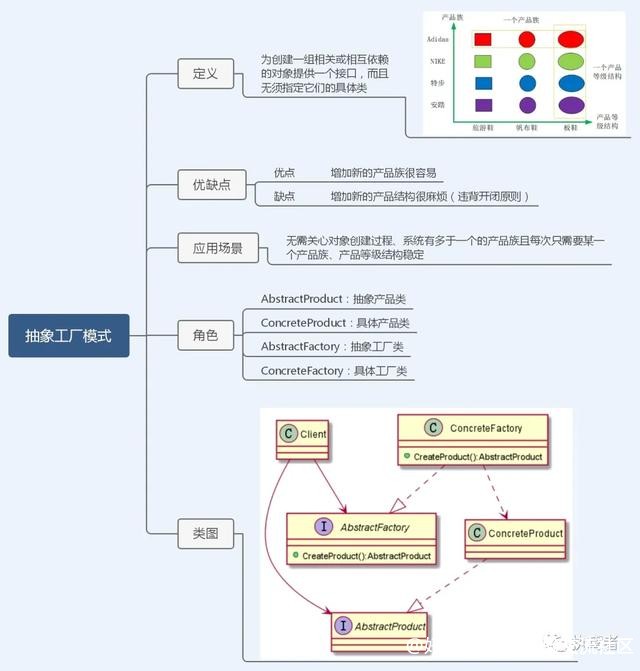 抽象工厂模式
定义
为创建一组相关或相互依赖
的对象提供一个接口，而且
无须指定它们的具体类
产品族
一个产品族
Adidas
NIKE
特步
安踏
一个产品
等级结构
旅游鞋
帆布鞋
板鞋
产品等
级结构
优缺点
优点 增加新的产品族很容易
缺点 增加新的产品结构很麻烦（违背开闭原则）
应用场景
无需关心对象创建过程、系统有多于一个的产品族且每次只需要某一
个产品族、产品等级结构稳定
角色
AbstractProduct：抽象产品类
ConcreteProduct：具体产品类
AbstractFactory：抽象工厂类
ConcreteFactory：具体工厂类
类图
C Client
C ConcreteFactory
CreateProduct():AbstractProduct
I AbstractFactory
CreateProduct():AbstractProduct
C ConcreteProduct
I AbstractProduct